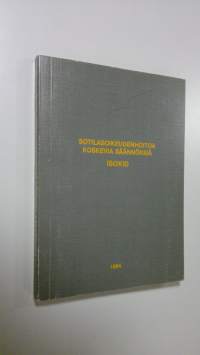 SOTILASOIKEUDENHOITOA
KOSKEVIA SÄÄNNÖKSIÄ
(SOKS)
1984